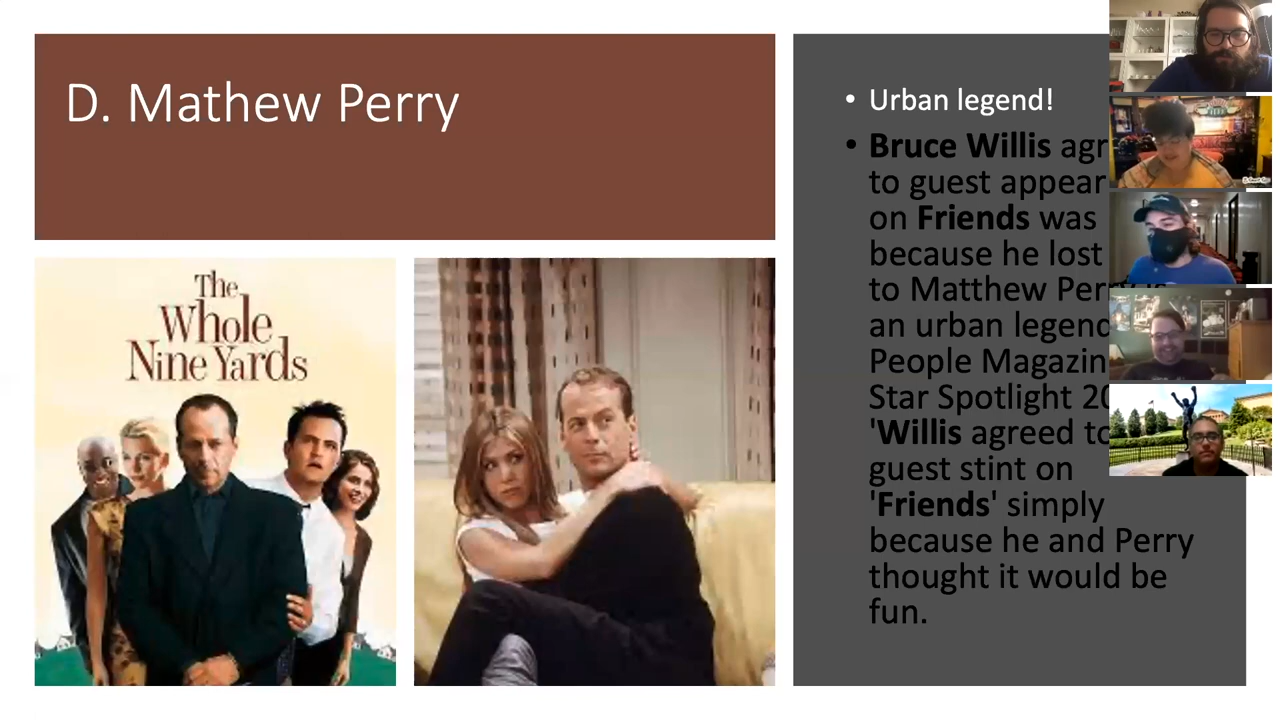 D. Mathew Perry
The
Whole
Nine Yards
• Urban legend!
• Bruce Willis
to guest appear
on Friends was
because he lost
to Matthew
an urban legend
People
Star Spotlight
'Willis agreed to
guest stint on
'Friends' simply
because he and Perry
thought it would be
fun.